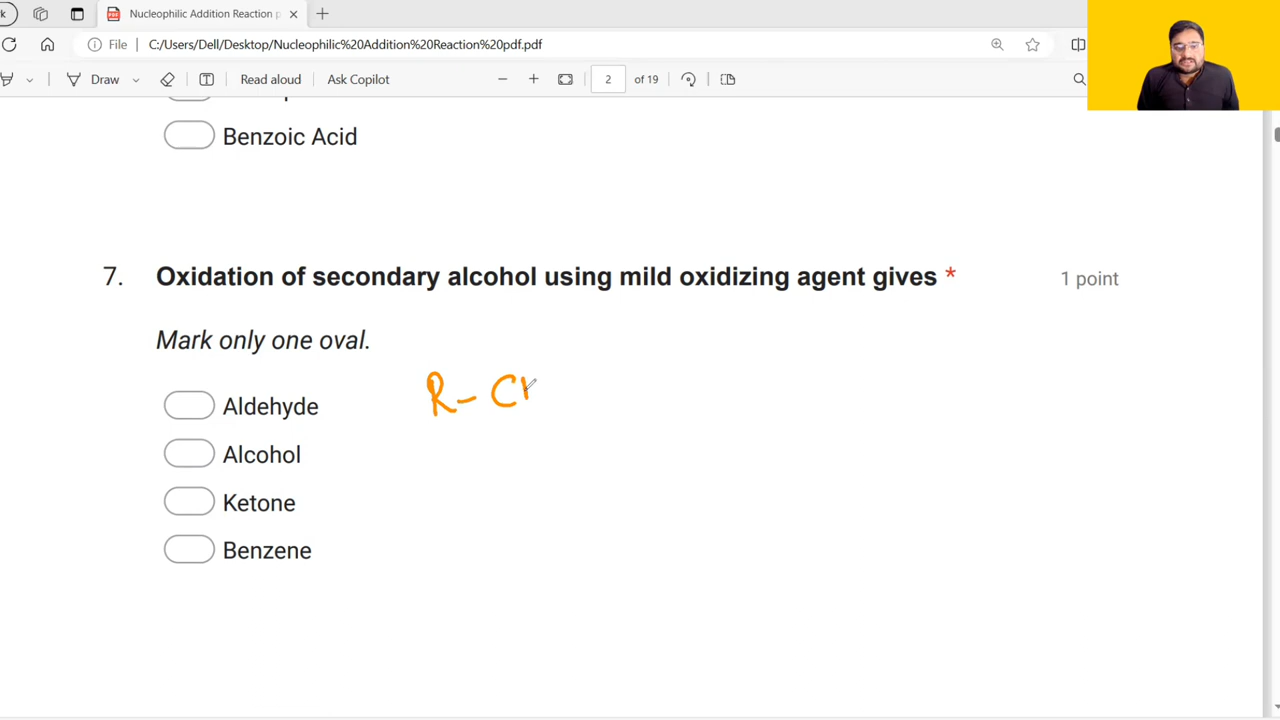 Nucleophilic Addition Reaction p
File C:/Users/Dell/Desktop/Nucleophilic%20Addition%20Reaction%20pdf.pdf
Draw Read aloud Ask Copilot 2 of 19
Benzoic Acid
7. Oxidation of secondary alcohol using mild oxidizing agent gives * 1 point
Mark only one oval.
Aldehyde R- C
Alcohol
Ketone
Benzene